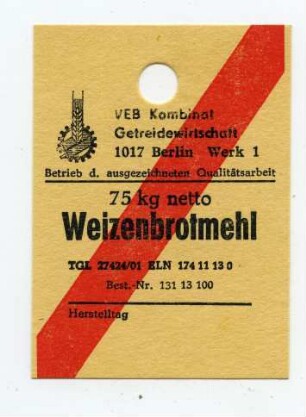 VEB Kombinat
Getreidewirtschaft
1017 Berlin Werk 1
Betrieb d. ausgezeichneten Qualitätsarbeit
75 kg netto
Weizenbrotmehl
TGL 27424/01 ELN 174 11 13 0
Best.-Nr. 131 13 100
Herstelltag